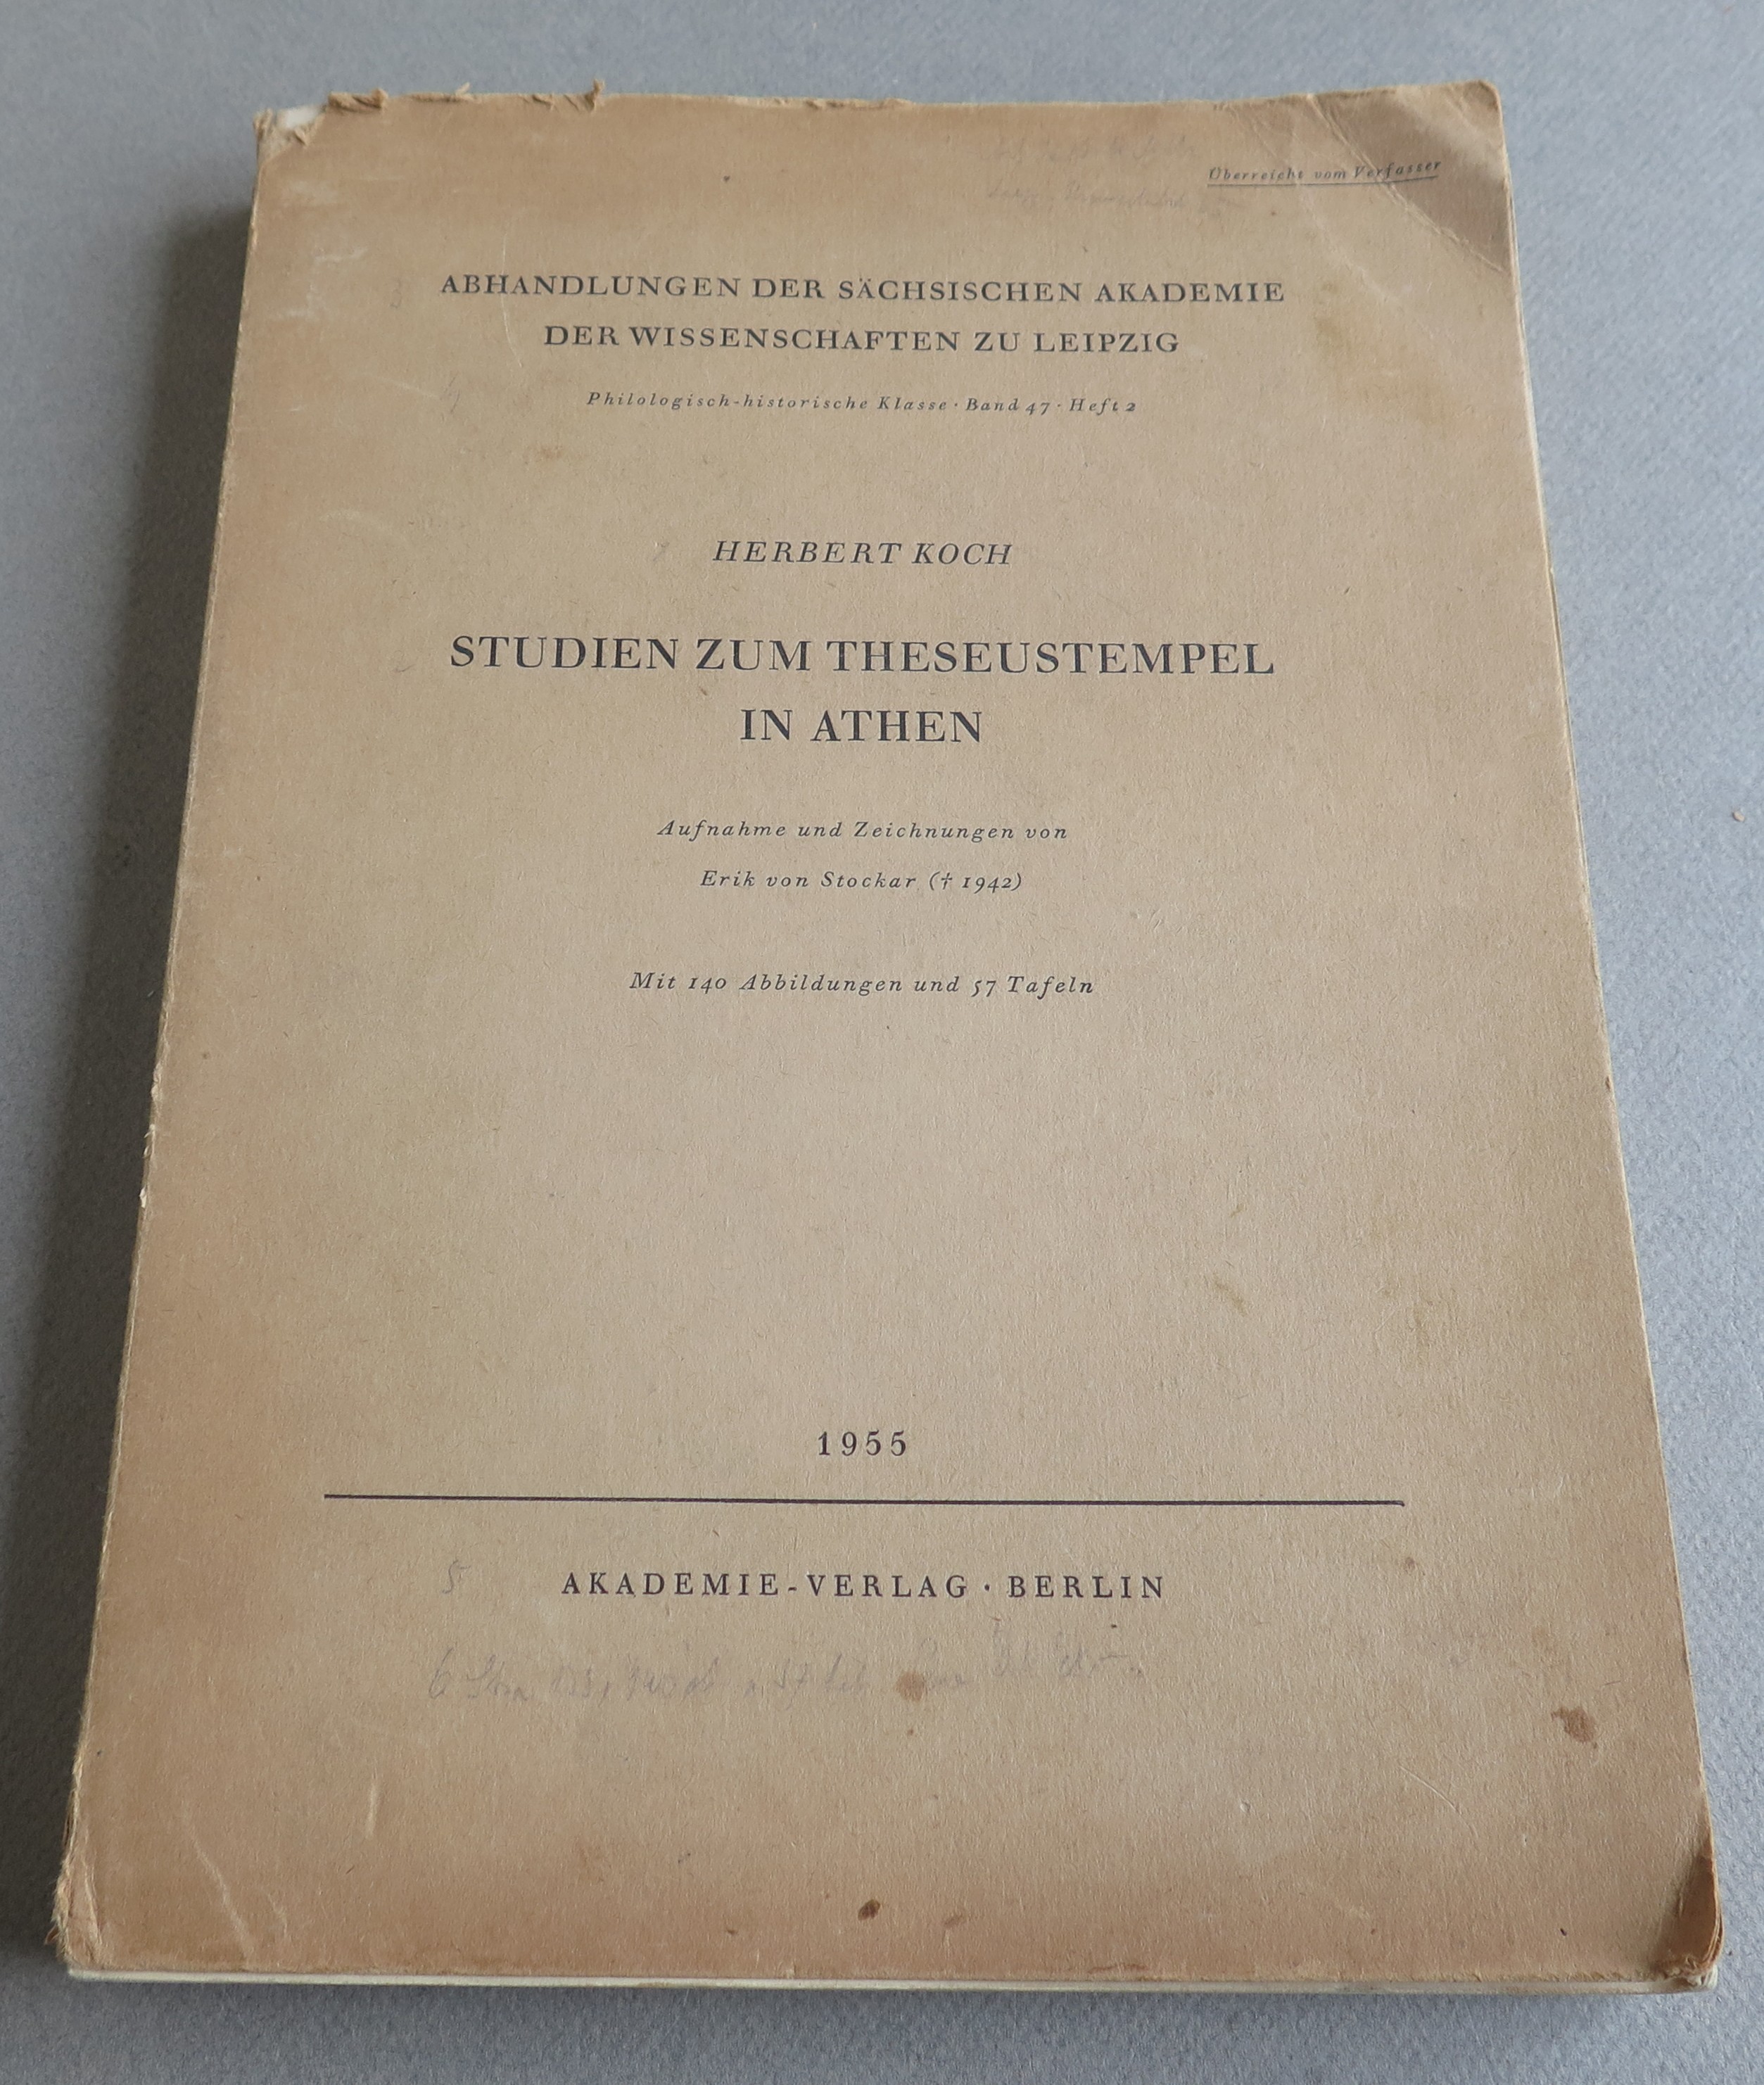 Überreicht vom Verfasser
ABHANDLUNGEN DER SÄCHSISCHEN AKADEMIE
DER WISSENSCHAFTEN ZU LEIPZIG
Philologisch-historische Klasse · Band 47 · Heft 2
HERBERT KOCH
STUDIEN ZUM THESEUSTEMPEL
IN ATHEN
Aufnahme und Zeichnungen von
Erik von Stockar († 1942)
Mit 140 Abbildungen und 57 Tafeln
1955
AKADEMIE-VERLAG · BERLIN